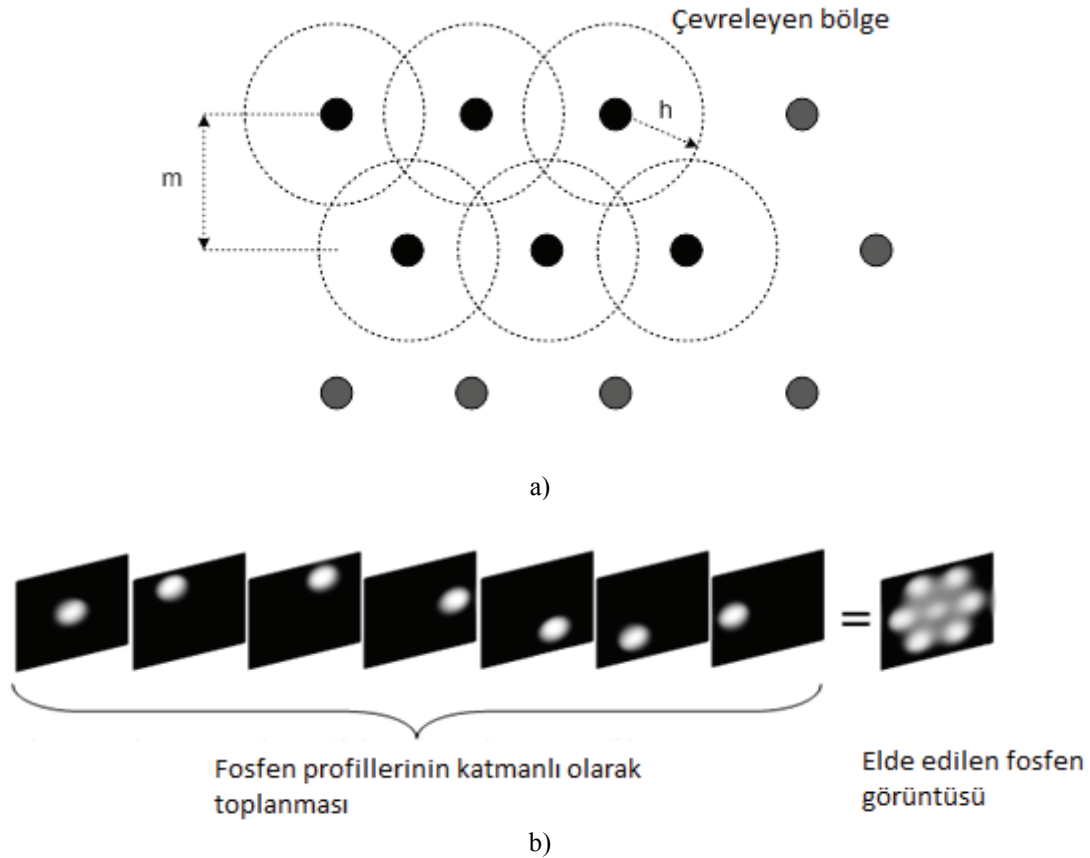 Çevreleyen bölge
h
m
a)
=
Fosfen profillerinin katmanlı olarak
toplanması
Elde edilen fosfen
görüntüsü
b)